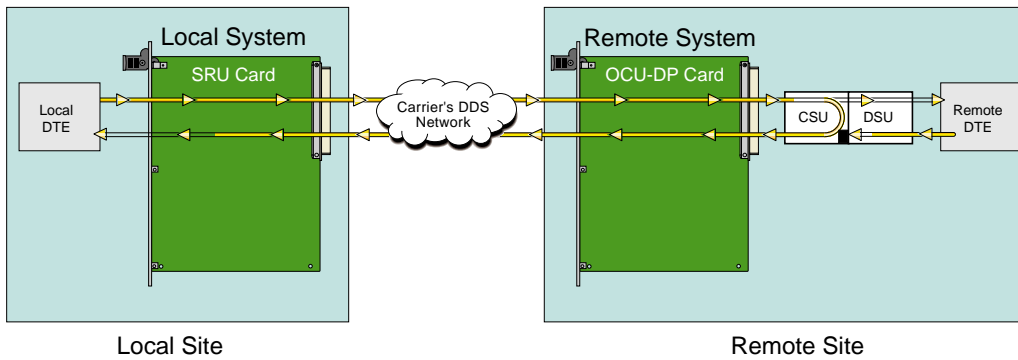 Local System
Remote System
SRU Card
OCU-DP Card
Local
DTE
Carrier's DDS
Network
CSU
DSU
Remote
DTE
Local Site
Remote Site